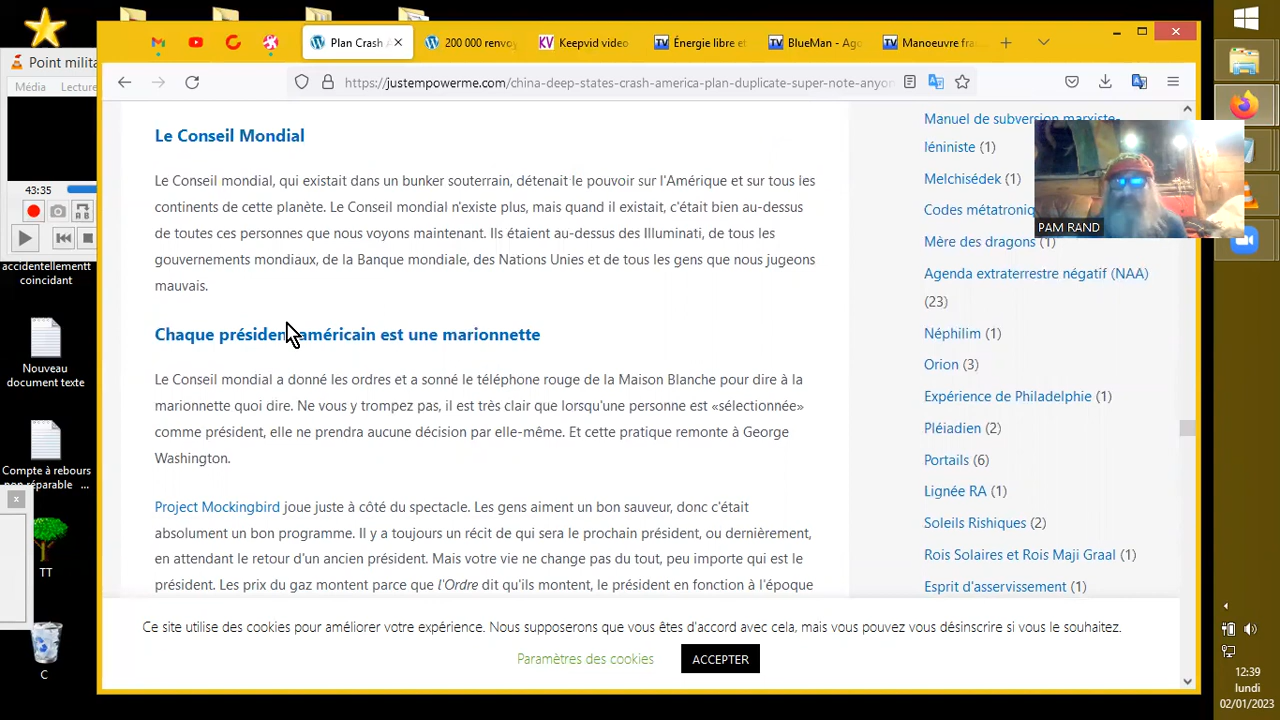 Point milita
Média
Lecture
43:35
accidentellementt
coincidant
Nouveau
document texte
Compte à rebours
non réparable
TT
C
Plan Crash A
200 000 renvoy
KV
Keepvid video
TV
Énergie libre et
TV
BlueMan - Ago
TV
Manoeuvre fra
https://justempowerme.com/china-deep-states-crash-america-plan-duplicate-super-note-anyon
Le Conseil Mondial
Le Conseil mondial, qui existait dans un bunker souterrain, détenait le pouvoir sur l'Amérique et sur tous les
continents de cette planète. Le Conseil mondial n'existe plus, mais quand il existait, c'était bien au-dessus
de toutes ces personnes que nous voyons maintenant. Ils étaient au-dessus des Illuminati, de tous les
gouvernements mondiaux, de la Banque mondiale, des Nations Unies et de tous les gens que nous jugeons
mauvais.
Chaque président américain est une marionnette
Le Conseil mondial a donné les ordres et a sonné le téléphone rouge de la Maison Blanche pour dire à la
marionnette quoi dire. Ne vous y trompez pas, il est très clair que lorsqu'une personne est «sélectionnée»
comme président, elle ne prendra aucune décision par elle-même. Et cette pratique remonte à George
Washington.
Project Mockingbird joue juste à côté du spectacle. Les gens aiment un bon sauveur, donc c'était
absolument un bon programme. Il y a toujours un récit de qui sera le prochain président, ou dernièrement,
en attendant le retour d'un ancien président. Mais votre vie ne change pas du tout, peu importe qui est le
président. Les prix du gaz montent parce que l'Ordre dit qu'ils montent, le président en fonction à l'époque
Manuel de subversion marxiste-
léniniste (1)
Melchisédek (1)
Codes métatroniq
Mère des dragons (1)
Agenda extraterrestre négatif (NAA)
(23)
Néphilim (1)
Orion (3)
Expérience de Philadelphie (1)
Pléiadien (2)
Portails (6)
Lignée RA (1)
Soleils Rishiques (2)
Rois Solaires et Rois Maji Graal (1)
Esprit d'asservissement (1)
PAM RAND
Ce site utilise des cookies pour améliorer votre expérience. Nous supposerons que vous êtes d'accord avec cela, mais vous pouvez vous désinscrire si vous le souhaitez.
Paramètres des cookies
ACCEPTER
12:39
lundi
02/01/2023